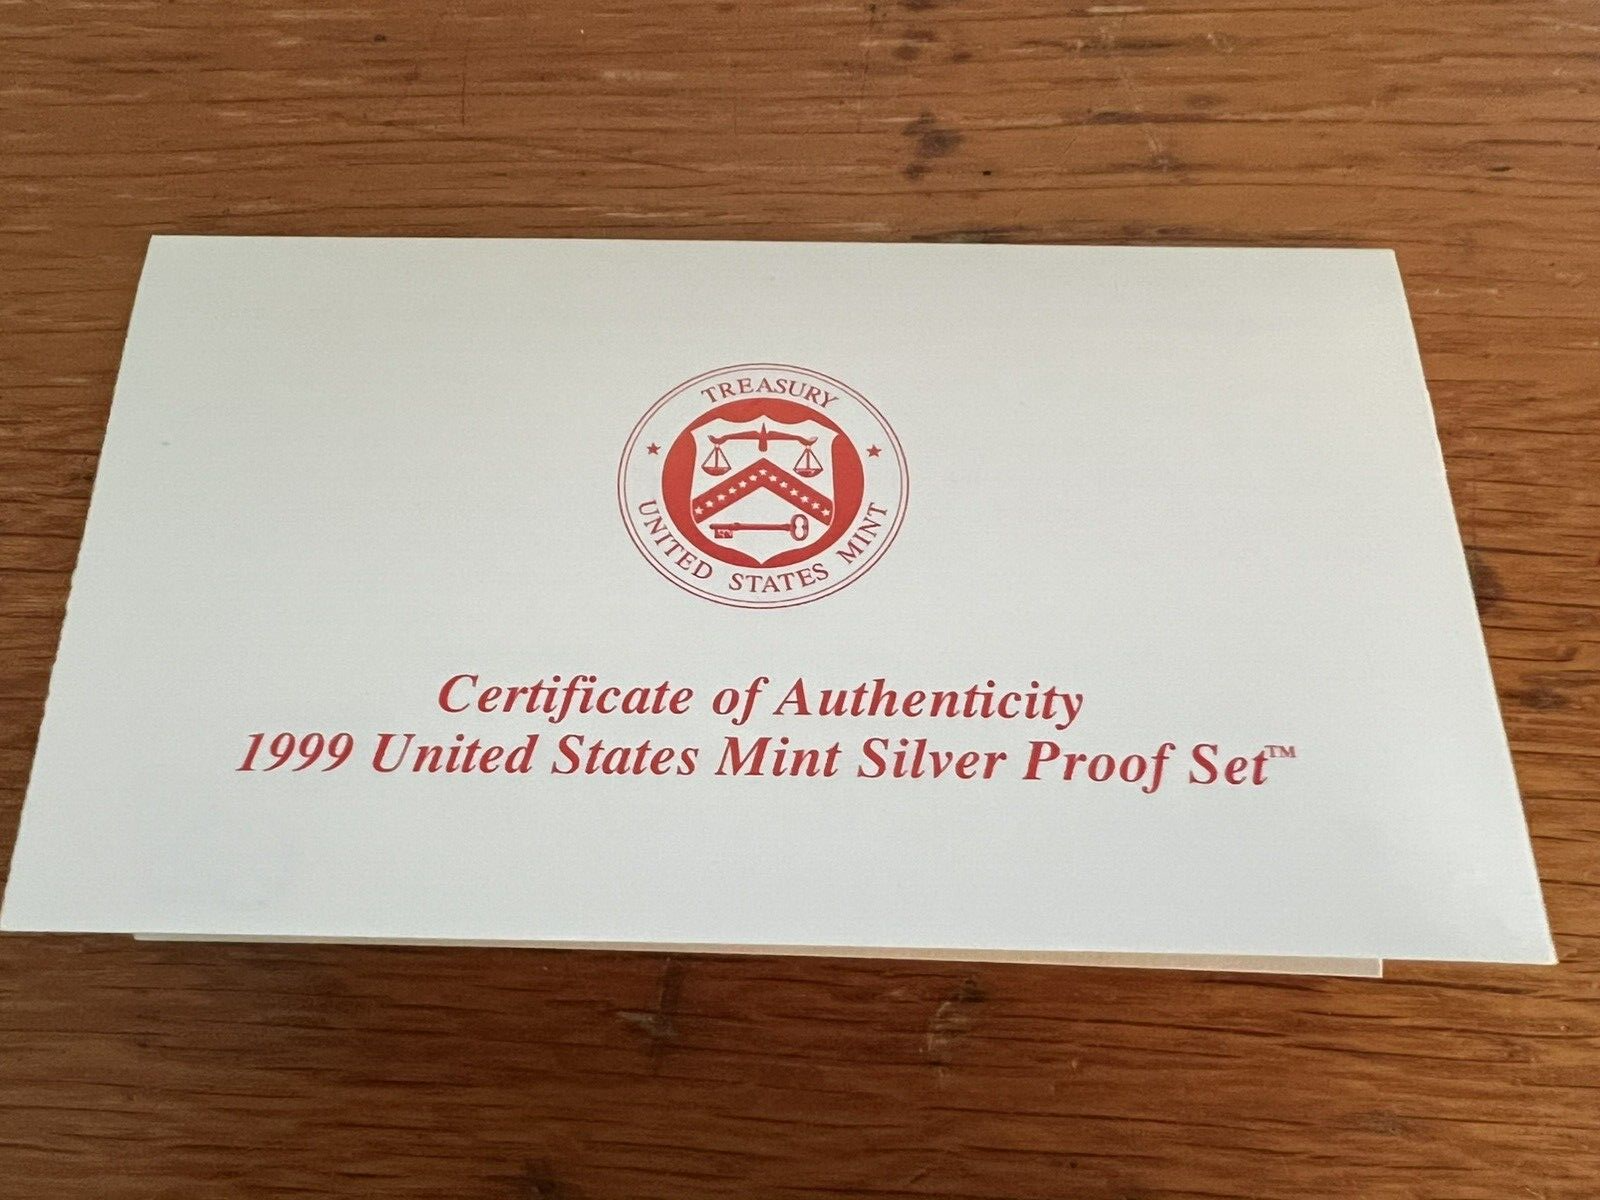 TREASURY
UNITED STATES MINT
Certificate of Authenticity
1999 United States Mint Silver Proof Set™